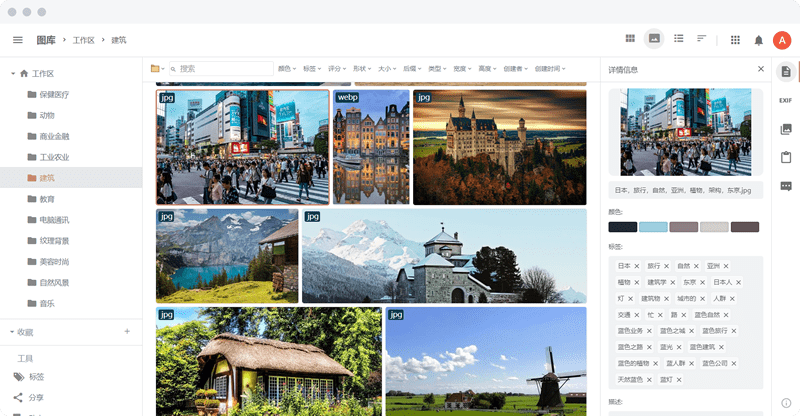 图库 > 工作区 > 建筑
A
工作区
保健医疗
动物
商业金融
工业农业
建筑
教育
电脑通讯
纹理背景
美容时尚
自然风景
音乐
收藏
工具
标签
分享
搜索
颜色 标签 评分 形状 大小 后缀 类型 宽度 高度 创建者 创建时间
jpg
webp
jpg
jpg
jpg
jpg
jpg
详情信息
日本，旅行，自然，亚洲，植物，架构，东京.jpg
颜色:
标签:
日本 旅行 自然 亚洲
植物 建筑学 东京 日本人
灯 建筑物 城市的 人群
交通 忙 路 蓝色自然
蓝色业务 蓝色之城 蓝色旅行
蓝色之路 蓝光 蓝色建筑
蓝色的植物 蓝人群 蓝色公司
天然蓝色 蓝灯
描述:
EXIF